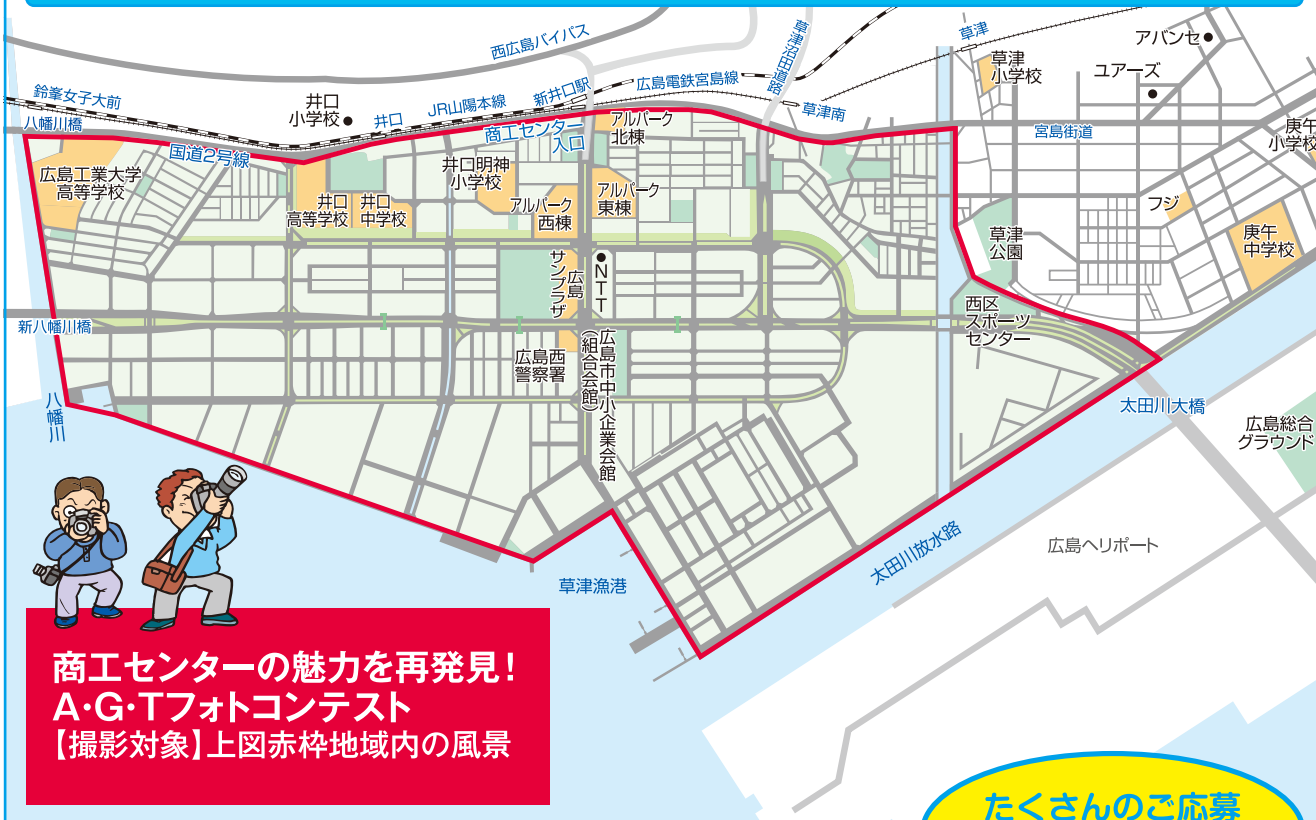 西広島バイパス
草津沼田道路
草津
アバンセ
草津
小学校
ユアーズ
鈴峯女子大前
井口
小学校
井口
JR山陽本線
新井口駅
広島電鉄宮島線
草津南
八幡川橋
国道2号線
商工センター
入口
アルパーク
北棟
宮島街道
庚午
小学校
広島工業大学
高等学校
井口明神
小学校
井口
高等学校
井口
中学校
アルパーク
西棟
アルパーク
東棟
フジ
草津
公園
庚午
中学校
広島
サンプラザ
NTT
新八幡川橋
西区
スポーツ
センター
広島西
警察署
広島市中小企業会館
(組合会館)
八幡川
太田川大橋
広島総合
グラウンド
草津漁港
太田川放水路
広島ヘリポート
商工センターの魅力を再発見!
A・G・Tフォトコンテスト
【撮影対象】上図赤枠地域内の風景
たくさんのご応募